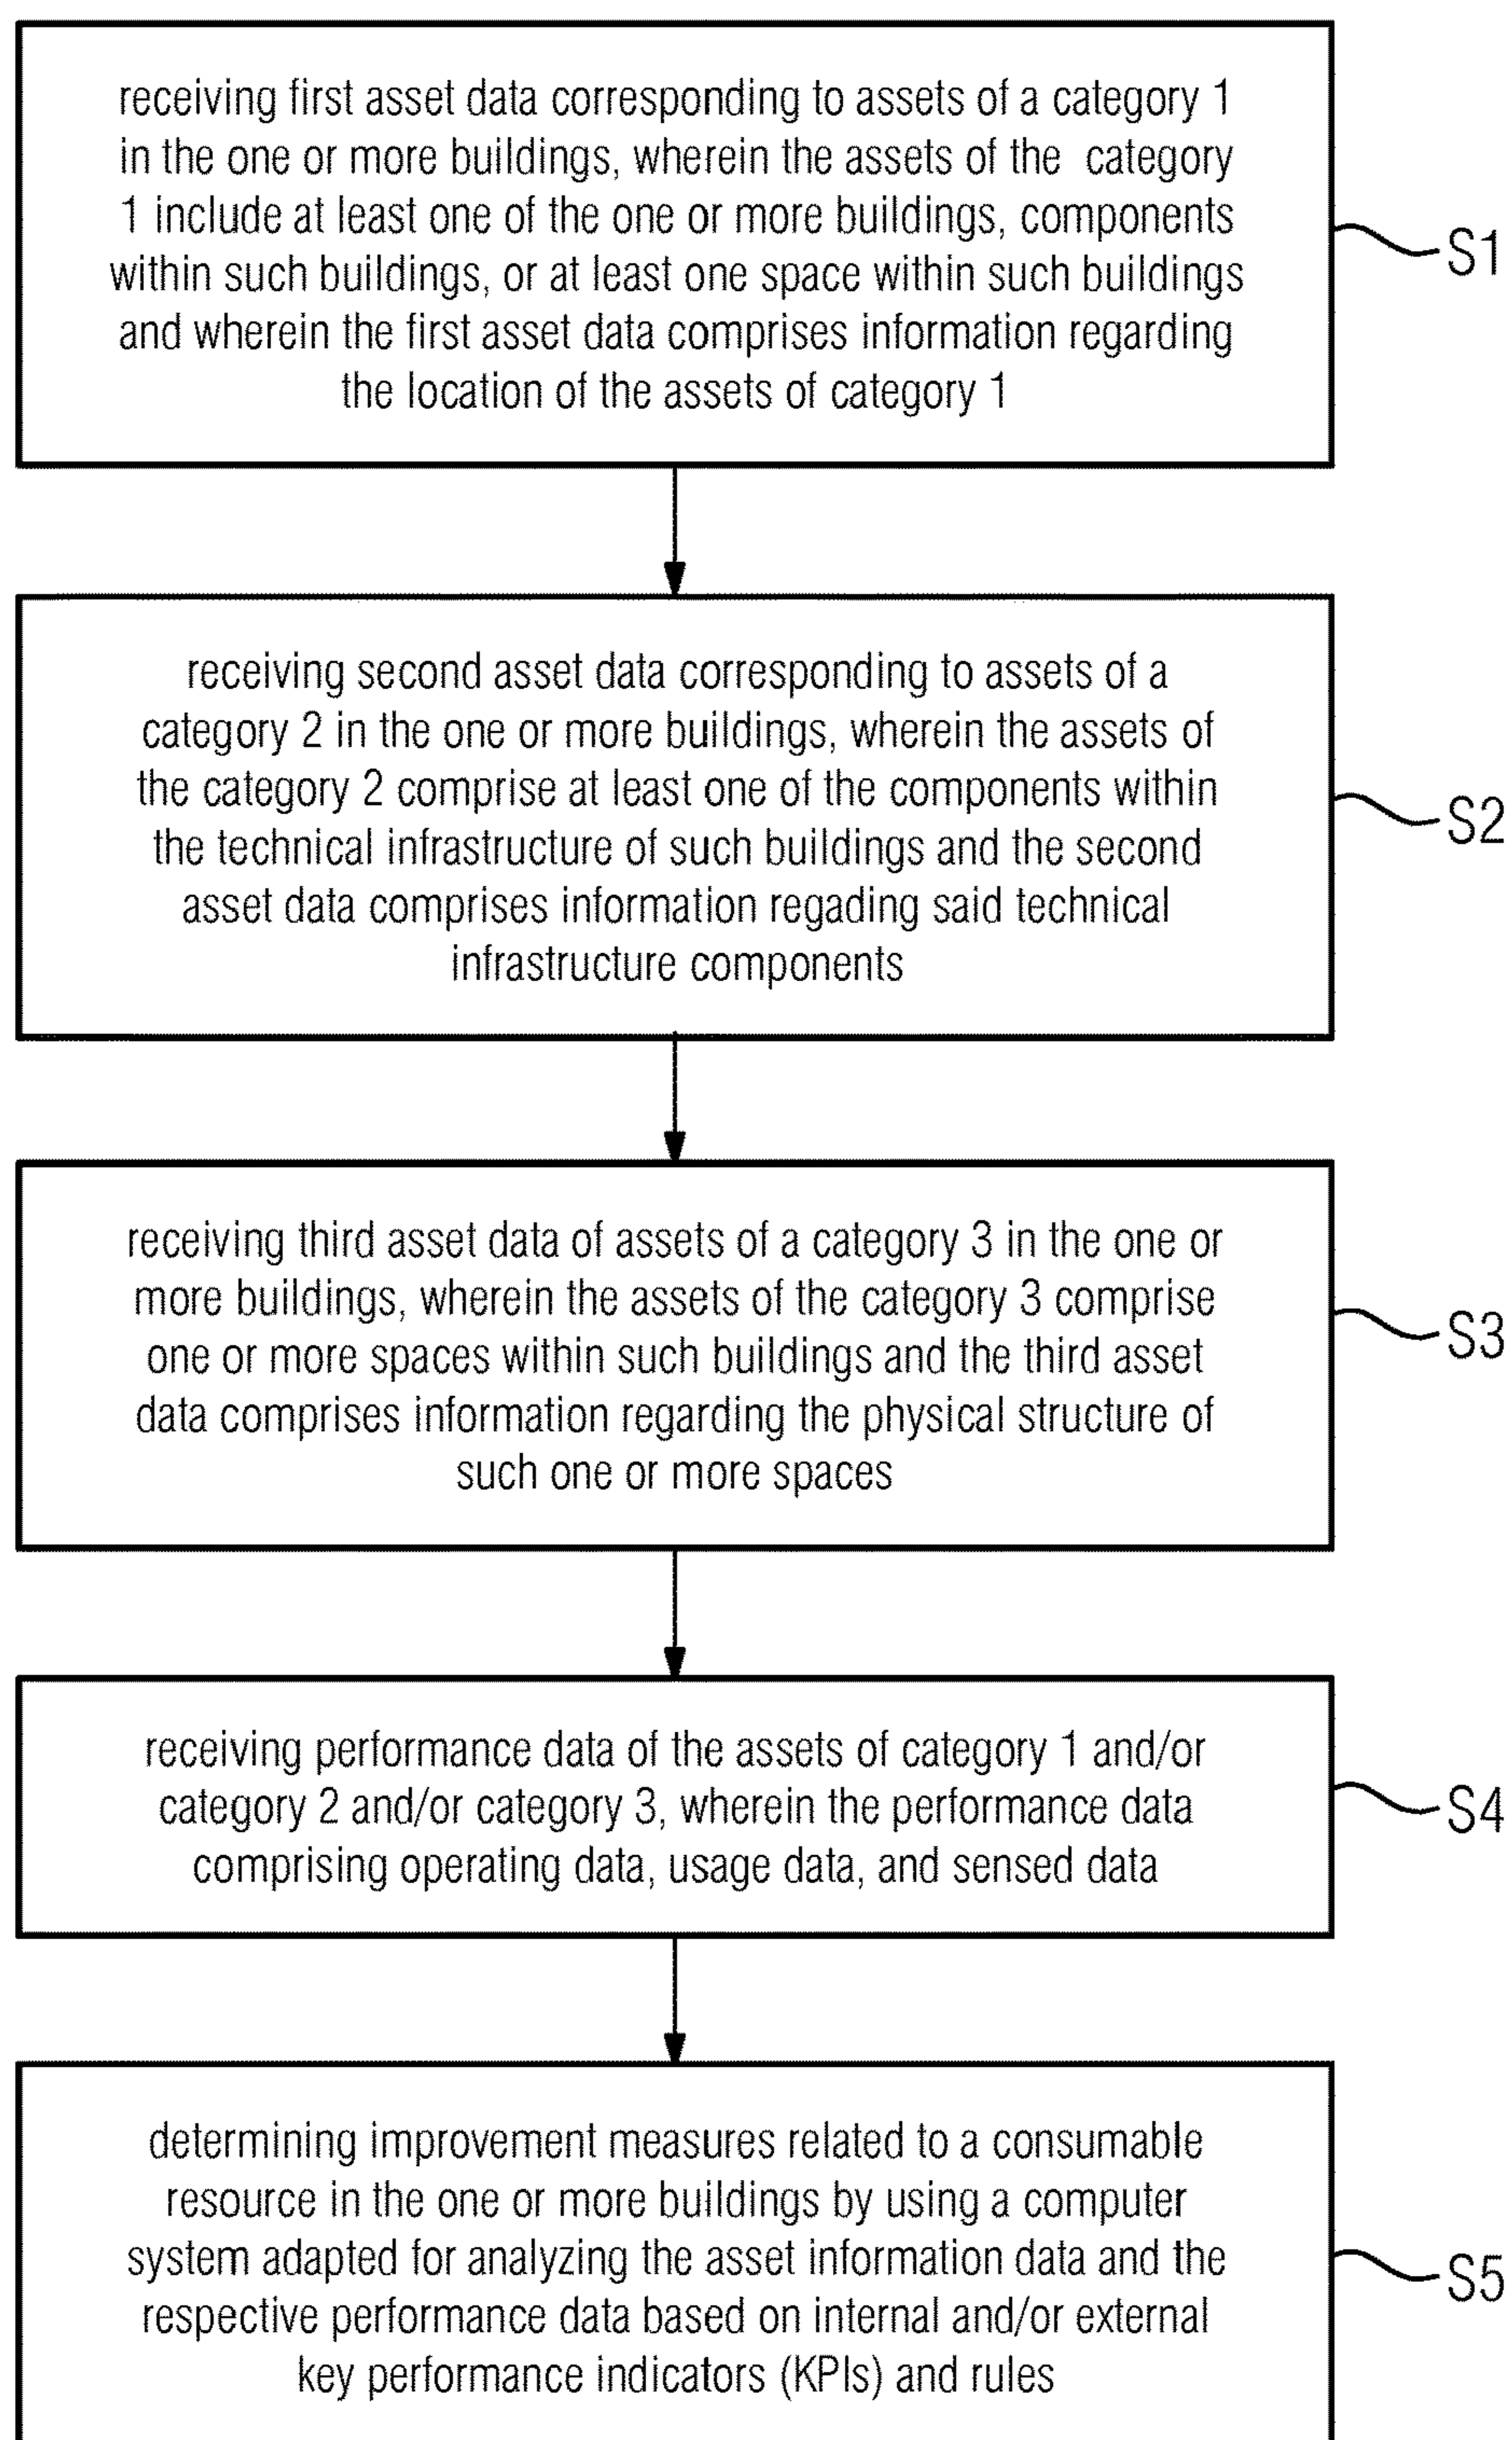 receiving first asset data corresponding to assets of a category 1
in the one or more buildings, wherein the assets of the category
1 include at least one of the one or more buildings, components
within such buildings, or at least one space within such buildings
and wherein the first asset data comprises information regarding
the location of the assets of category 1
S1
receiving second asset data corresponding to assets of a
category 2 in the one or more buildings, wherein the assets of
the category 2 comprise at least one of the components within
the technical infrastructure of such buildings and the second
asset data comprises information regading said technical
infrastructure components
S2
receiving third asset data of assets of a category 3 in the one or
more buildings, wherein the assets of the category 3 comprise
one or more spaces within such buildings and the third asset
data comprises information regarding the physical structure of
such one or more spaces
S3
receiving performance data of the assets of category 1 and/or
category 2 and/or category 3, wherein the performance data
comprising operating data, usage data, and sensed data
S4
determining improvement measures related to a consumable
resource in the one or more buildings by using a computer
system adapted for analyzing the asset information data and the
respective performance data based on internal and/or external
key performance indicators (KPIs) and rules
S5